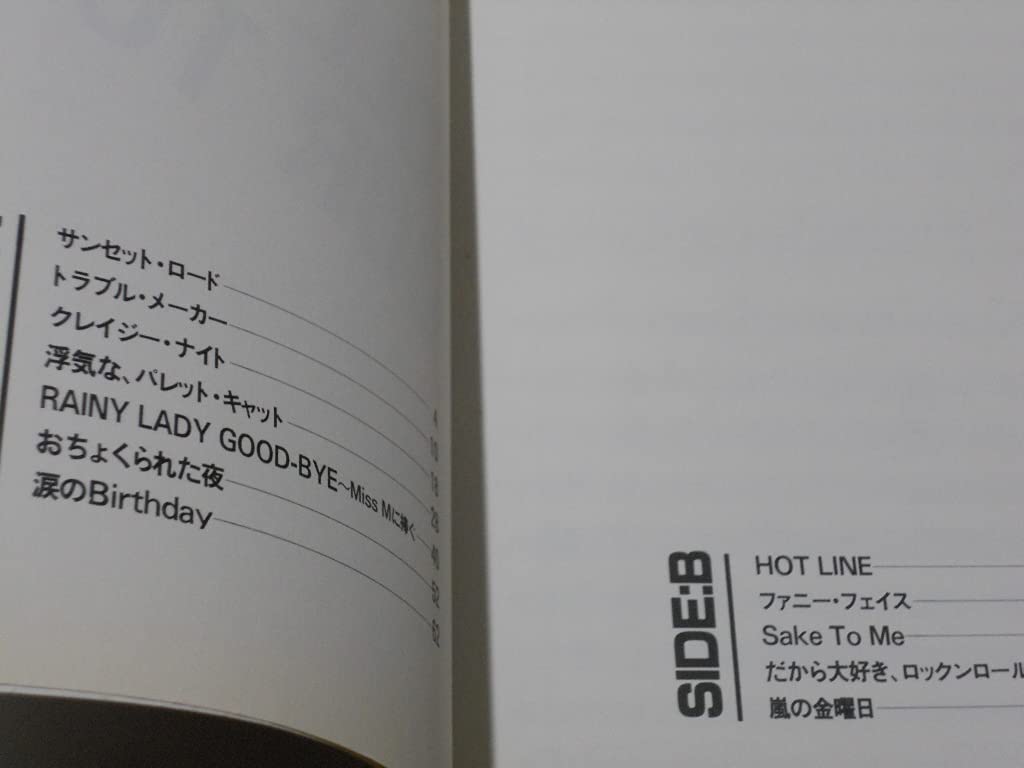 サンセット・ロード 4
トラブル・メーカー 10
クレイジー・ナイト 18
浮気な、パレット・キャット 28
RAINY LADY GOOD-BYE～Miss Mに捧ぐ 40
おちょくられた夜 52
涙のBirthday 62
SIDE:B
HOT LINE
ファニー・フェイス
Sake To Me
だから大好き、ロックンロール
嵐の金曜日